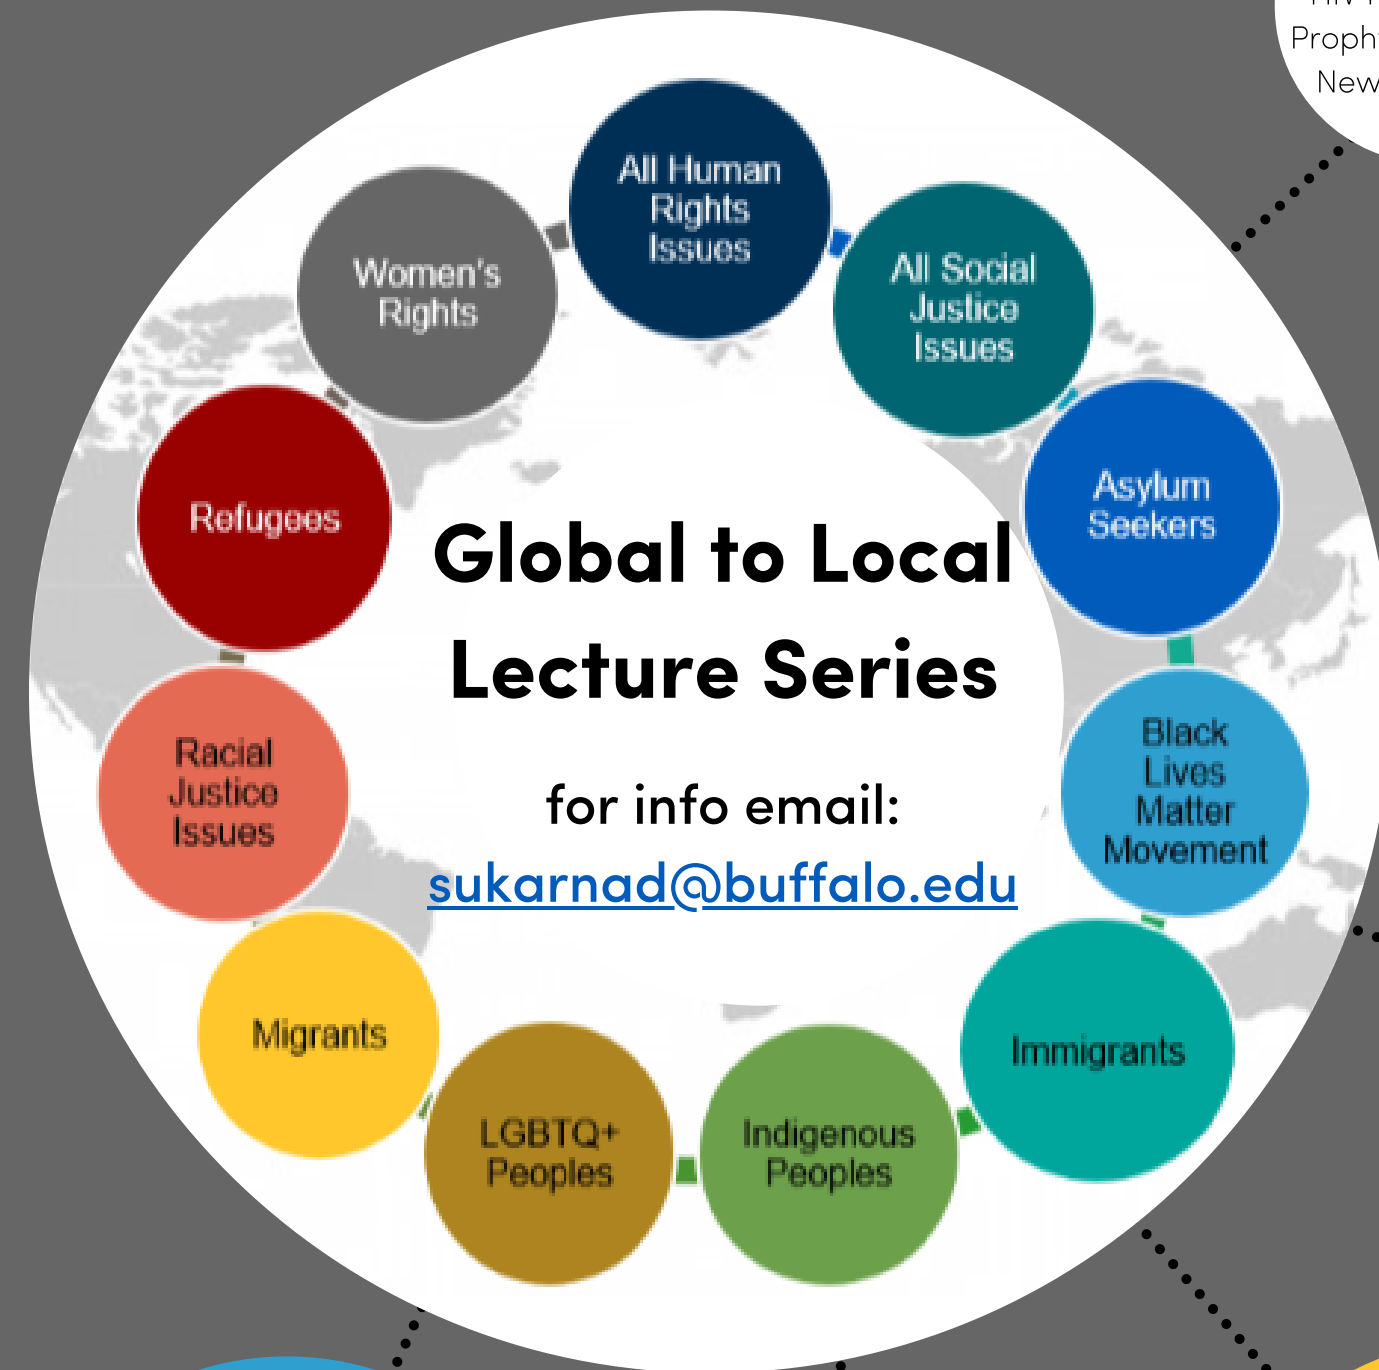 Global to Local
Lecture Series
for info email:
sukarnad@buffalo.edu
All Human
Rights
Issues
All Social
Justice
Issues
Asylum
Seekers
Black
Lives
Matter
Movement
Immigrants
Indigenous
Peoples
LGBTQ+
Peoples
Migrants
Racial
Justice
Issues
Refugees
Women's
Rights
New